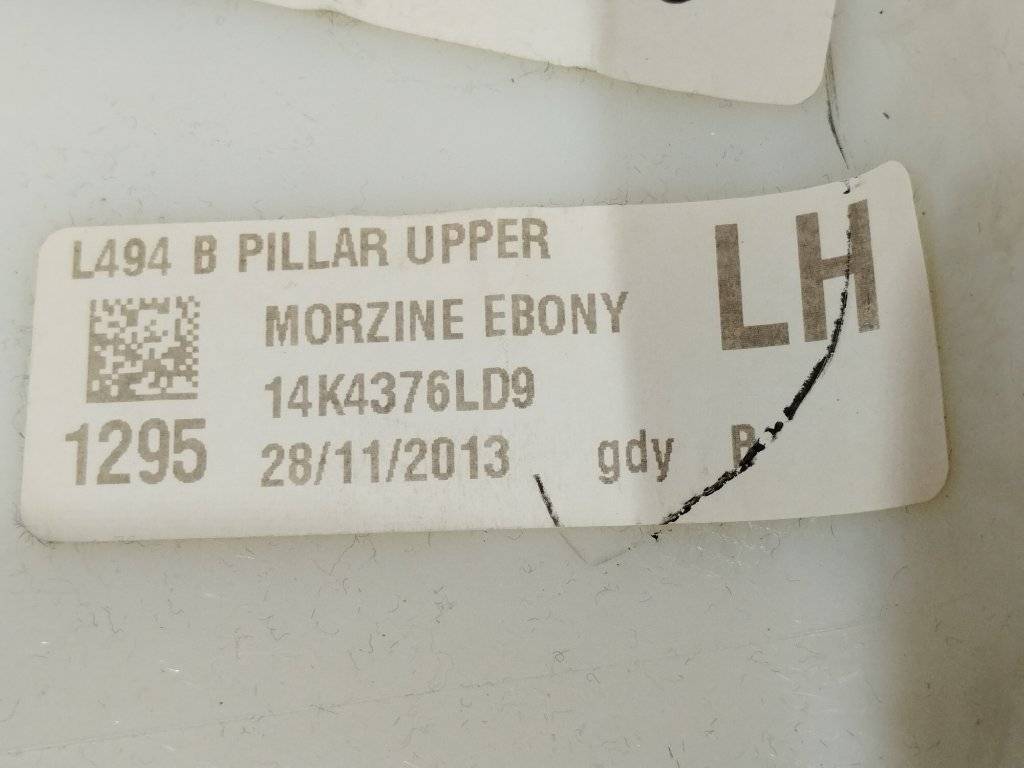 L494 B PILLAR UPPER
LH
MORZINE EBONY
14K4376LD9
1295
28/11/2013 gdy B